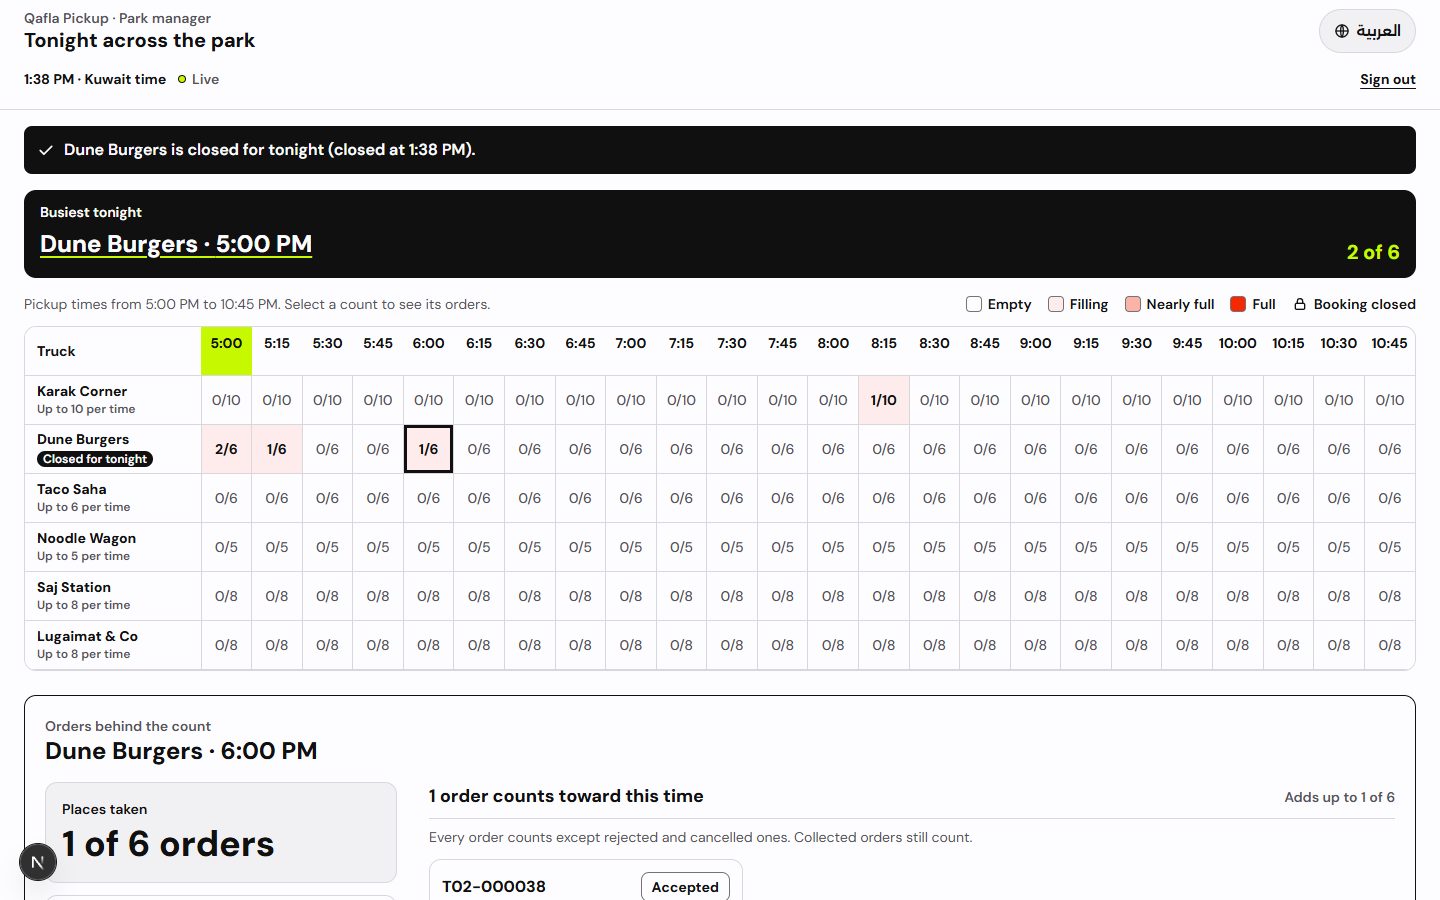 Qafla Pickup · Park manager
Tonight across the park
العربية
1:38 PM · Kuwait time Live
Sign out
Dune Burgers is closed for tonight (closed at 1:38 PM).
Busiest tonight
Dune Burgers · 5:00 PM
2 of 6
Pickup times from 5:00 PM to 10:45 PM. Select a count to see its orders.
Empty Filling Nearly full Full Booking closed
Truck 5:00 5:15 5:30 5:45 6:00 6:15 6:30 6:45 7:00 7:15 7:30 7:45 8:00 8:15 8:30 8:45 9:00 9:15 9:30 9:45 10:00 10:15 10:30 10:45
Karak Corner
Up to 10 per time
0/10 0/10 0/10 0/10 0/10 0/10 0/10 0/10 0/10 0/10 0/10 0/10 0/10 1/10 0/10 0/10 0/10 0/10 0/10 0/10 0/10 0/10 0/10 0/10
Dune Burgers
Closed for tonight
2/6 1/6 0/6 0/6 1/6 0/6 0/6 0/6 0/6 0/6 0/6 0/6 0/6 0/6 0/6 0/6 0/6 0/6 0/6 0/6 0/6 0/6 0/6 0/6
Taco Saha
Up to 6 per time
0/6 0/6 0/6 0/6 0/6 0/6 0/6 0/6 0/6 0/6 0/6 0/6 0/6 0/6 0/6 0/6 0/6 0/6 0/6 0/6 0/6 0/6 0/6 0/6
Noodle Wagon
Up to 5 per time
0/5 0/5 0/5 0/5 0/5 0/5 0/5 0/5 0/5 0/5 0/5 0/5 0/5 0/5 0/5 0/5 0/5 0/5 0/5 0/5 0/5 0/5 0/5 0/5
Saj Station
Up to 8 per time
0/8 0/8 0/8 0/8 0/8 0/8 0/8 0/8 0/8 0/8 0/8 0/8 0/8 0/8 0/8 0/8 0/8 0/8 0/8 0/8 0/8 0/8 0/8 0/8
Lugaimat & Co
Up to 8 per time
0/8 0/8 0/8 0/8 0/8 0/8 0/8 0/8 0/8 0/8 0/8 0/8 0/8 0/8 0/8 0/8 0/8 0/8 0/8 0/8 0/8 0/8 0/8 0/8
Orders behind the count
Dune Burgers · 6:00 PM
Places taken
1 of 6 orders
1 order counts toward this time
Adds up to 1 of 6
Every order counts except rejected and cancelled ones. Collected orders still count.
T02-000038
Accepted
N